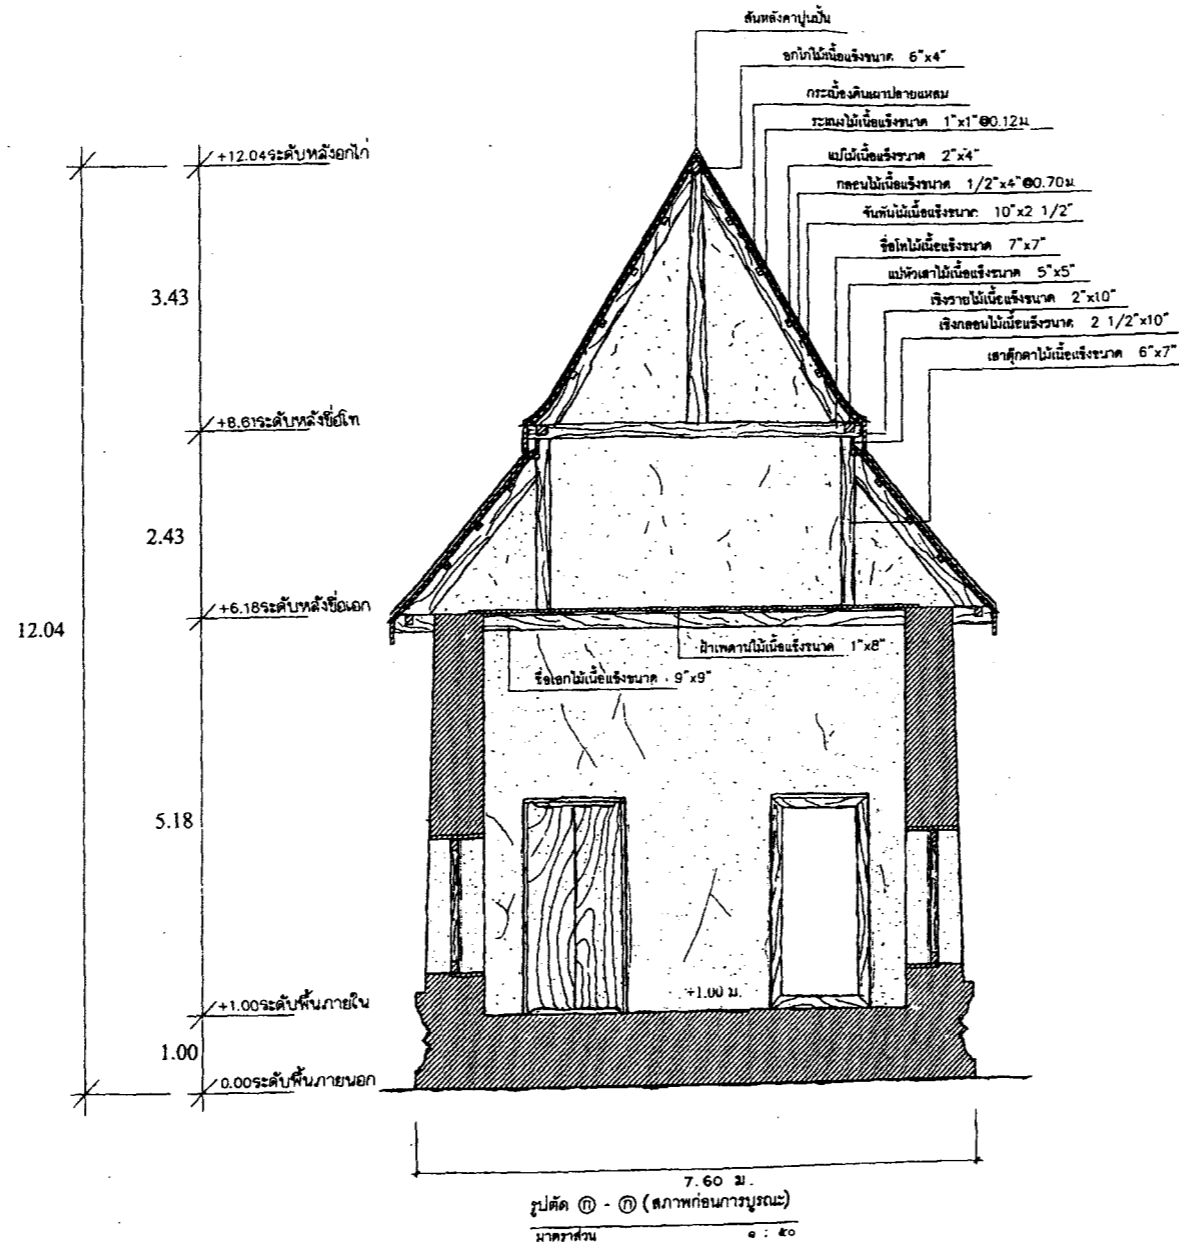 สันหลังคาปูนปั้น
อกไก่ไม้เนื้อแข็งขนาด 6"x4"
กระเบื้องดินเผาปลายแหลม
ระแนงไม้เนื้อแข็งขนาด 1"x1"@0.12ม
แปไม้เนื้อแข็งขนาด 2"x4"
กลอนไม้เนื้อแข็งขนาด 1/2"x4"@0.70ม.
จันทันไม้เนื้อแข็งขนาด 10"x2 1/2"
ขื่อโทไม้เนื้อแข็งขนาด 7"x7"
แปหัวเสาไม้เนื้อแข็งขนาด 5"x5"
เชิงชายไม้เนื้อแข็งขนาด 2"x10"
เชิงกลอนไม้เนื้อแข็งขนาด 2 1/2"x10"
เสาตุ๊กตาไม้เนื้อแข็งขนาด 6"x7"
+12.04ระดับหลังอกไก่
3.43
+8.61ระดับหลังขื่อโท
2.43
+6.18ระดับหลังขื่อเอก
12.04
ฝ้าเพดานไม้เนื้อแข็งขนาด 1"x8"
ขื่อเอกไม้เนื้อแข็งขนาด 9"x9"
5.18
+1.00 ม.
+1.00ระดับพื้นภายใน
1.00
0.00ระดับพื้นภายนอก
7.60 ม.
รูปตัด ก - ก (สภาพก่อนการบูรณะ)
มาตราส่วน ๑ : ๕๐